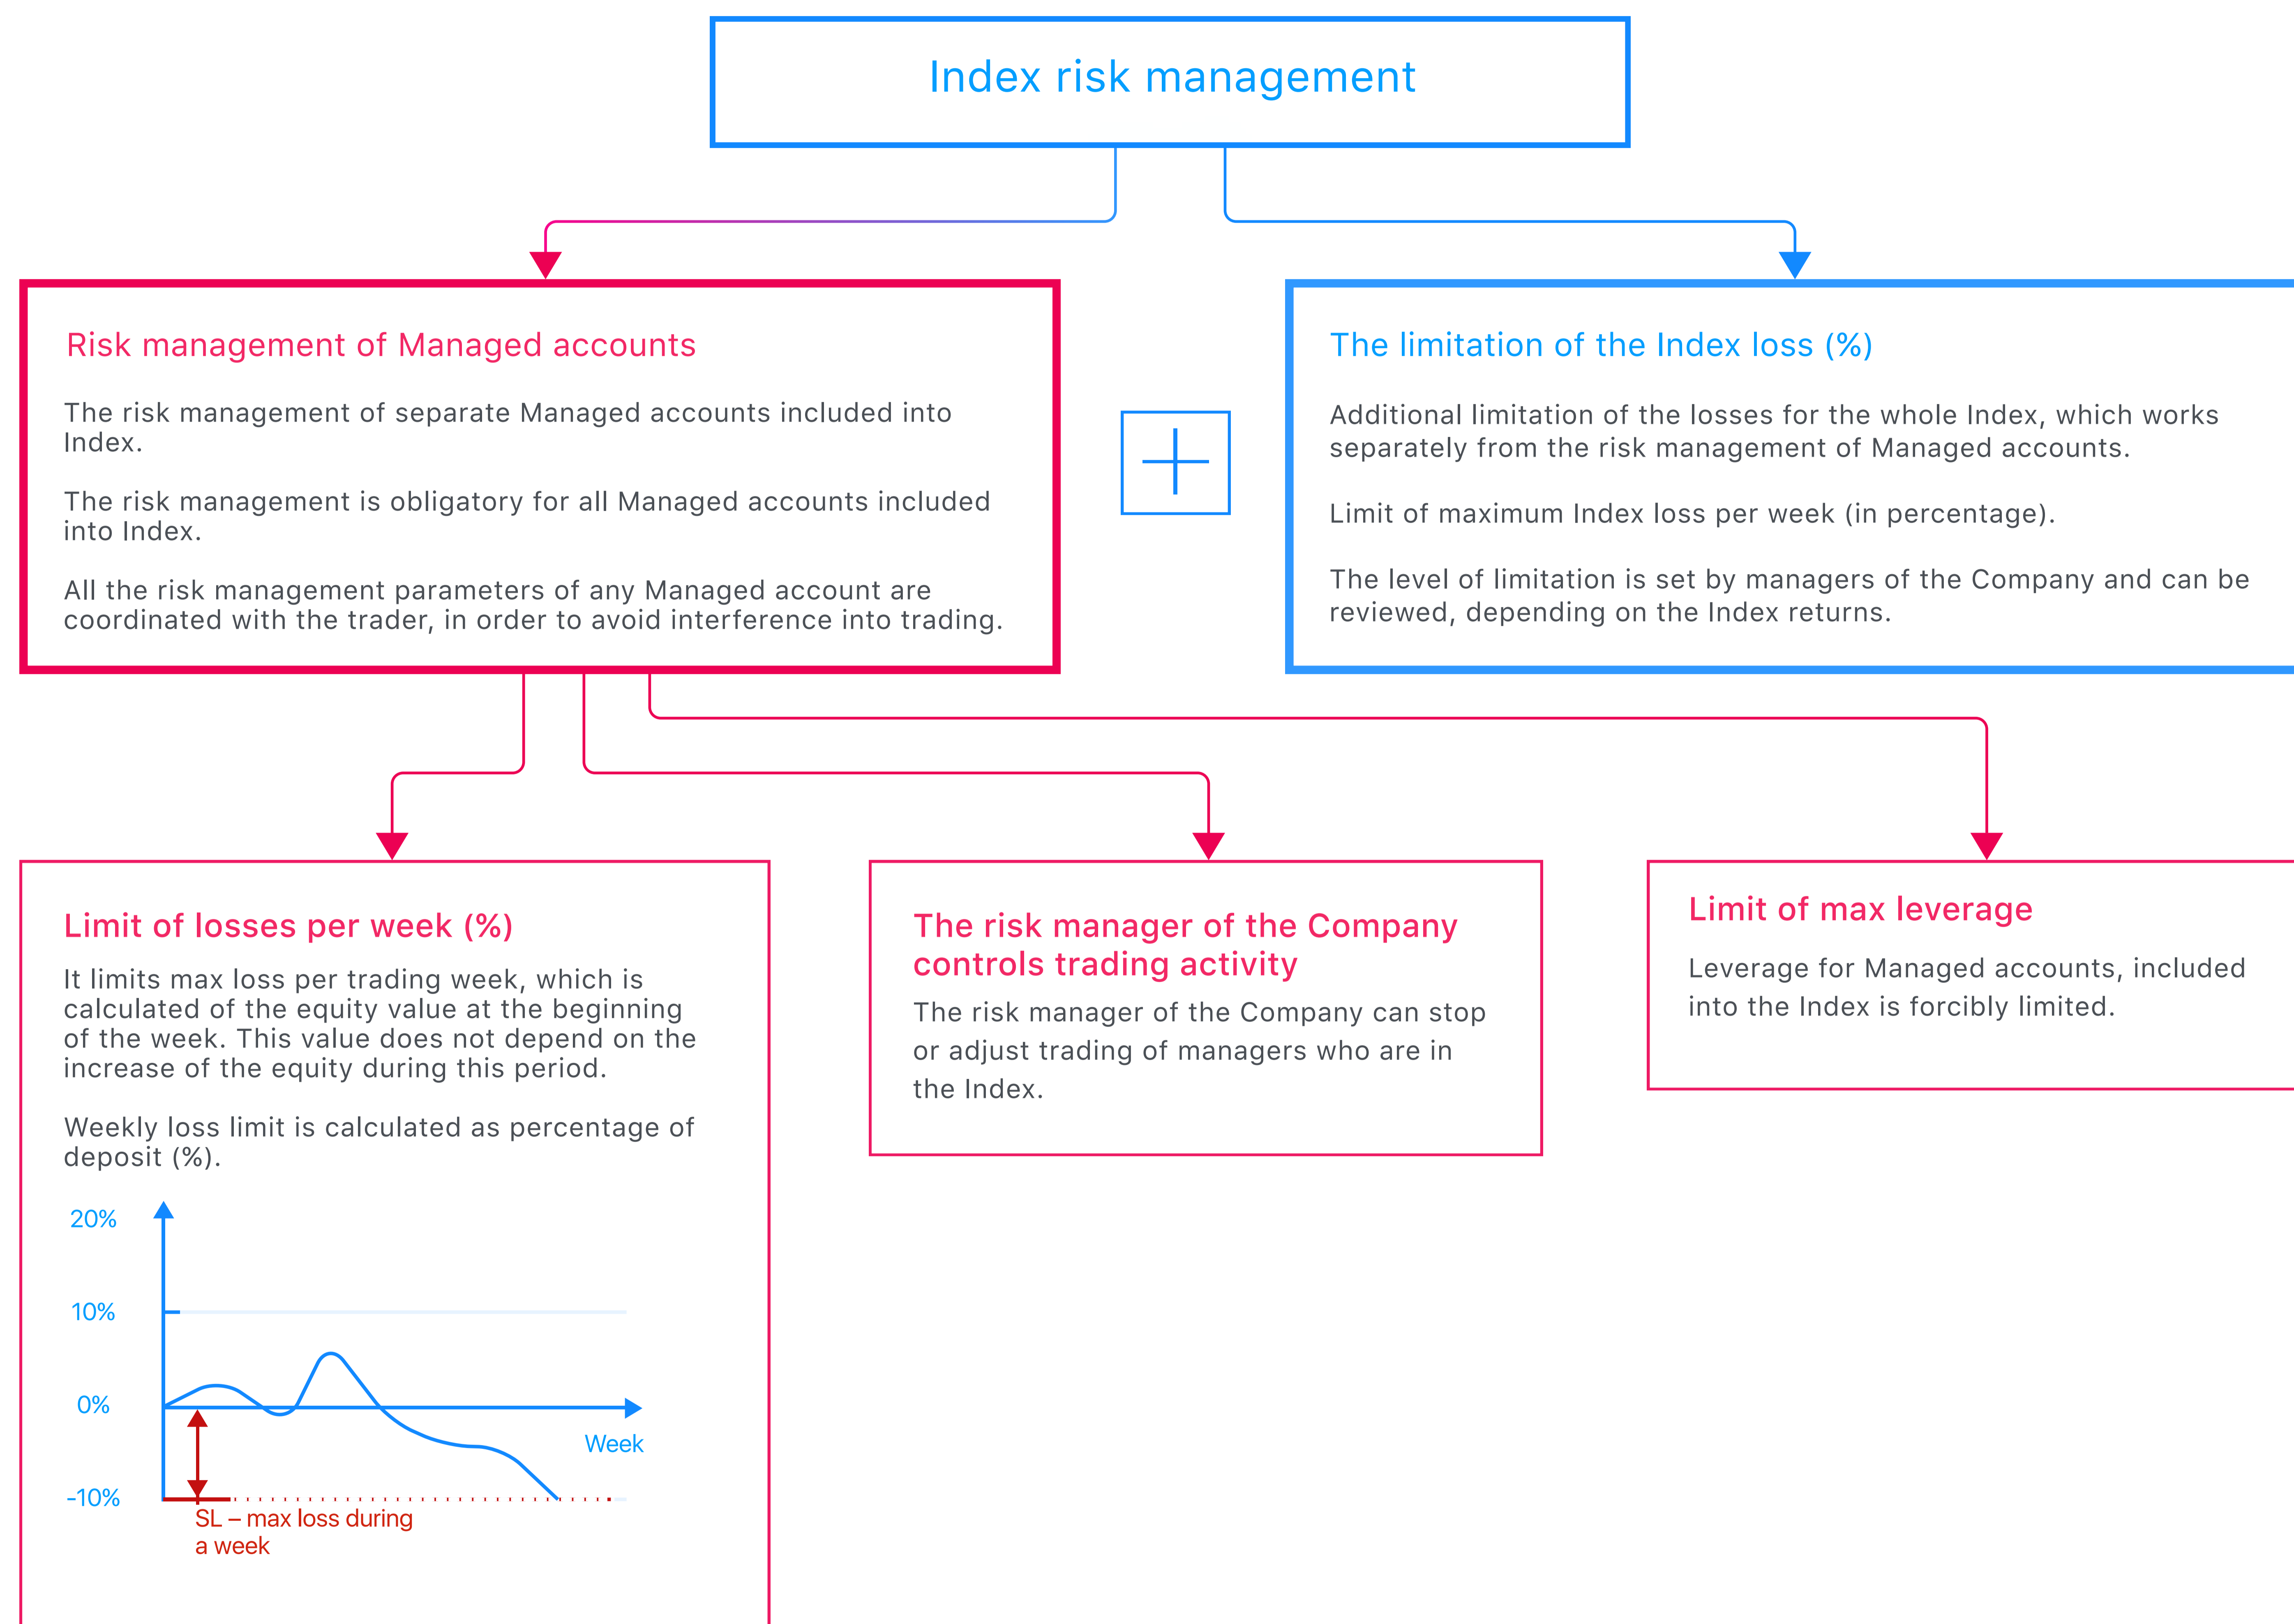 Index risk management
Risk management of Managed accounts
The risk management of separate Managed accounts included into
Index.
The risk management is obligatory for all Managed accounts included
into Index.
All the risk management parameters of any Managed account are
coordinated with the trader, in order to avoid interference into trading.
The limitation of the Index loss (%)
Additional limitation of the losses for the whole Index, which works
separately from the risk management of Managed accounts.
Limit of maximum Index loss per week (in percentage).
The level of limitation is set by managers of the Company and can be
reviewed, depending on the Index returns.
Limit of losses per week (%)
It limits max loss per trading week, which is
calculated of the equity value at the beginning
of the week. This value does not depend on the
increase of the equity during this period.
Weekly loss limit is calculated as percentage of
deposit (%).
20%
10%
0%
Week
-10%
SL – max loss during
a week
The risk manager of the Company
controls trading activity
The risk manager of the Company can stop
or adjust trading of managers who are in
the Index.
Limit of max leverage
Leverage for Managed accounts, included
into the Index is forcibly limited.